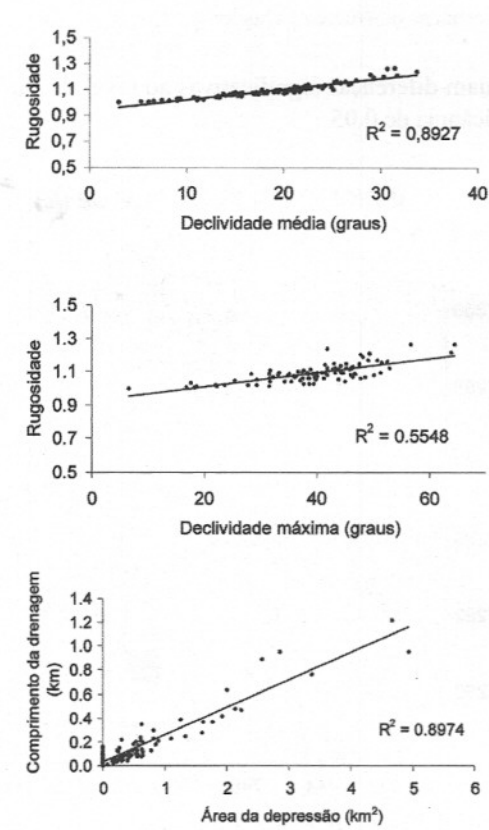 1,5
1,3
1,1
0,9
0,7
0,5
Rugosidade
R² = 0,8927
0 10 20 30 40
Declividade média (graus)
1.5
1.3
1.1
0.9
0.7
0.5
Rugosidade
R² = 0.5548
0 20 40 60
Declividade máxima (graus)
1.4
1.2
1.0
0.8
0.6
0.4
0.2
0.0
Comprimento da drenagem
(km)
R² = 0.8974
0 1 2 3 4 5 6
Área da depressão (km²)